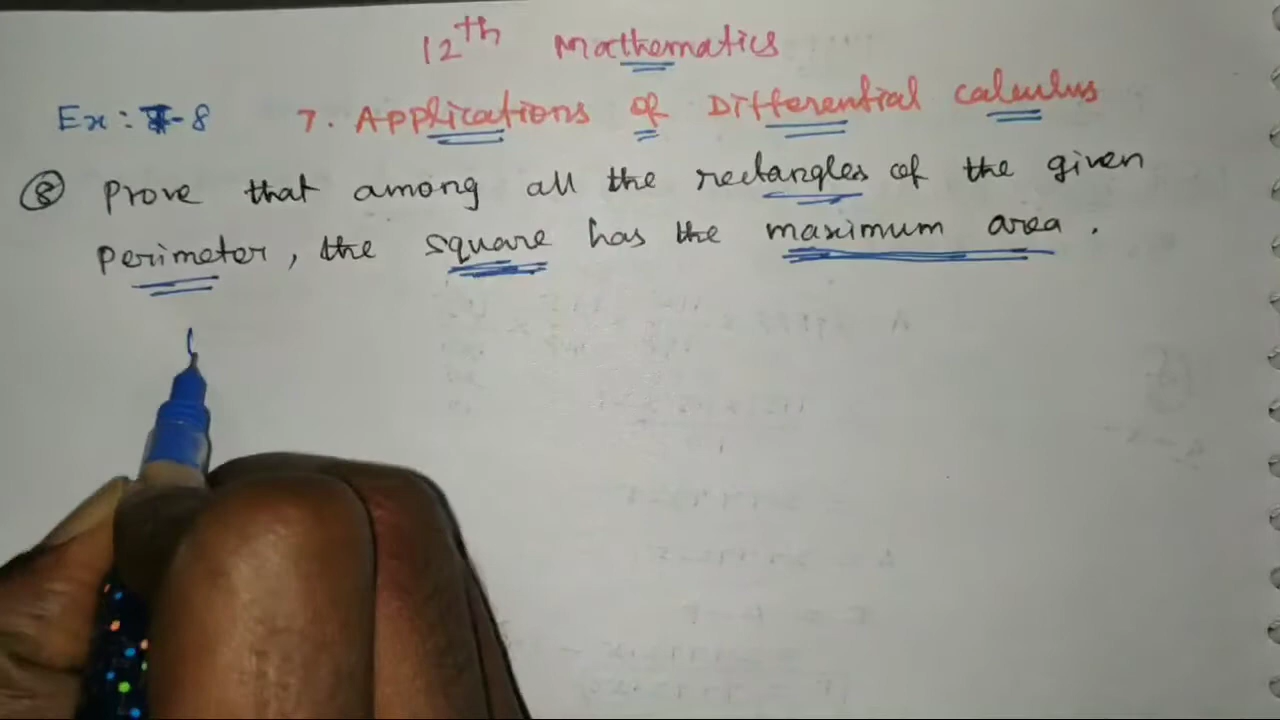 12th Mathematics
Ex: 7-8 7. Applications of Differential calculus
⑧ Prove that among all the rectangles of the given
perimeter, the square has the maximum area.